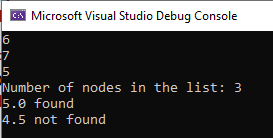 Microsoft Visual Studio Debug Console
6
7
5
Number of nodes in the list: 3
5.0 found
4.5 not found